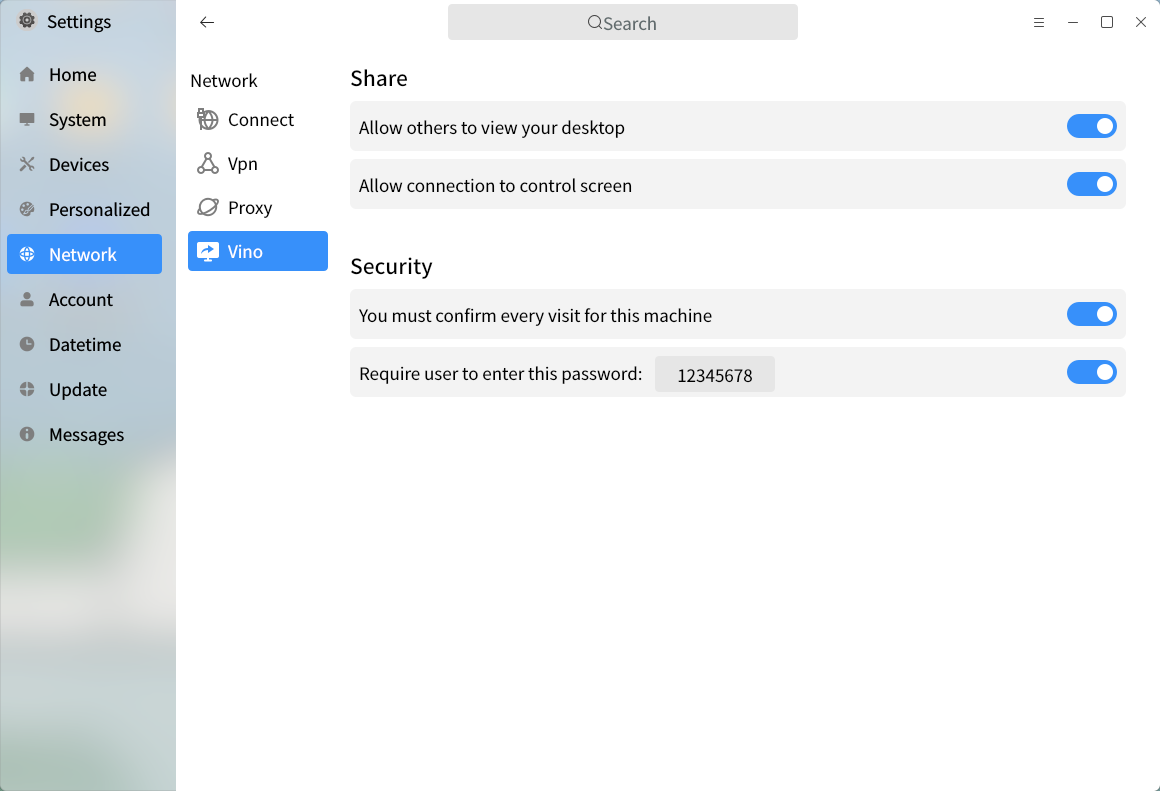 Settings
Home
System
Devices
Personalized
Network
Account
Datetime
Update
Messages
Search
Network
Connect
Vpn
Proxy
Vino
Share
Allow others to view your desktop
Allow connection to control screen
Security
You must confirm every visit for this machine
Require user to enter this password: 12345678